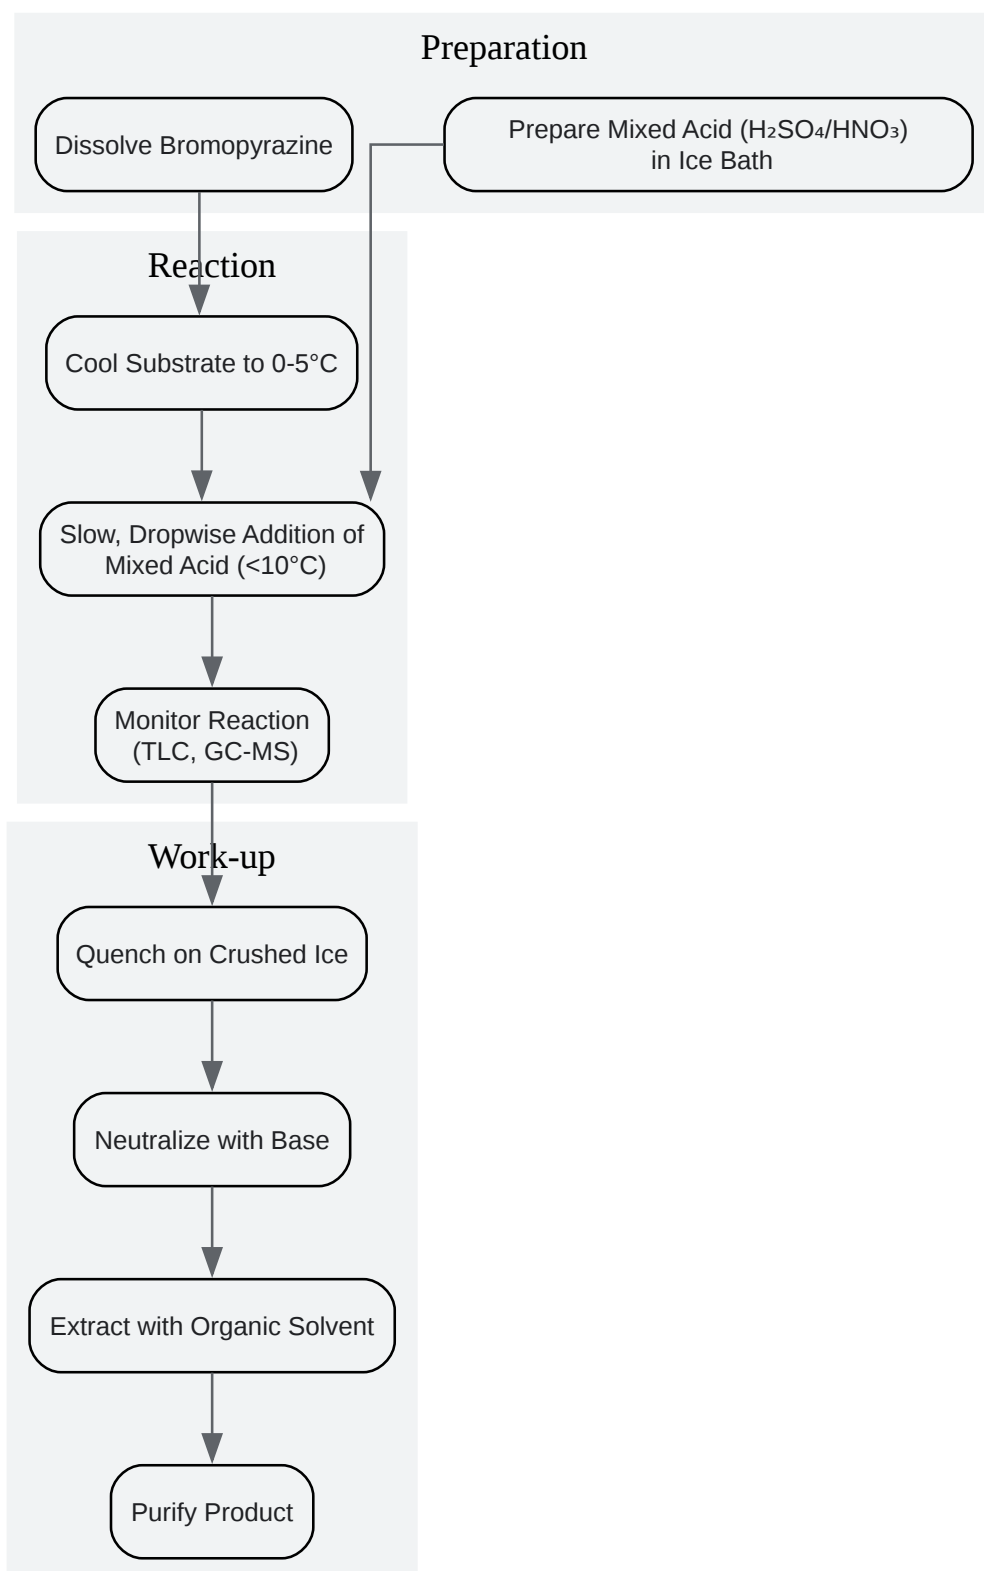 Preparation
Dissolve Bromopyrazine
Prepare Mixed Acid (H₂SO₄/HNO₃)
in Ice Bath
Reaction
Cool Substrate to 0-5°C
Slow, Dropwise Addition of
Mixed Acid (<10°C)
Monitor Reaction
(TLC, GC-MS)
Work-up
Quench on Crushed Ice
Neutralize with Base
Extract with Organic Solvent
Purify Product